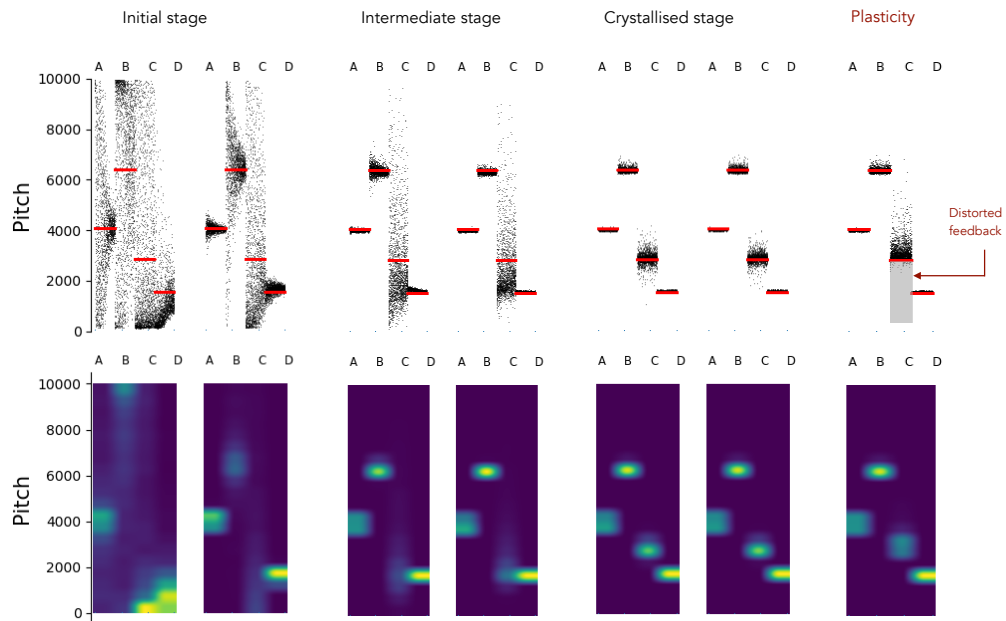 Initial stage
Intermediate stage
Crystallised stage
Plasticity
A B C D A B C D A B C D A B C D A B C D A B C D A B C D
10000
8000
6000
4000
2000
0
Pitch
Distorted
feedback
A B C D A B C D A B C D A B C D A B C D A B C D A B C D
10000
8000
6000
4000
2000
0
Pitch